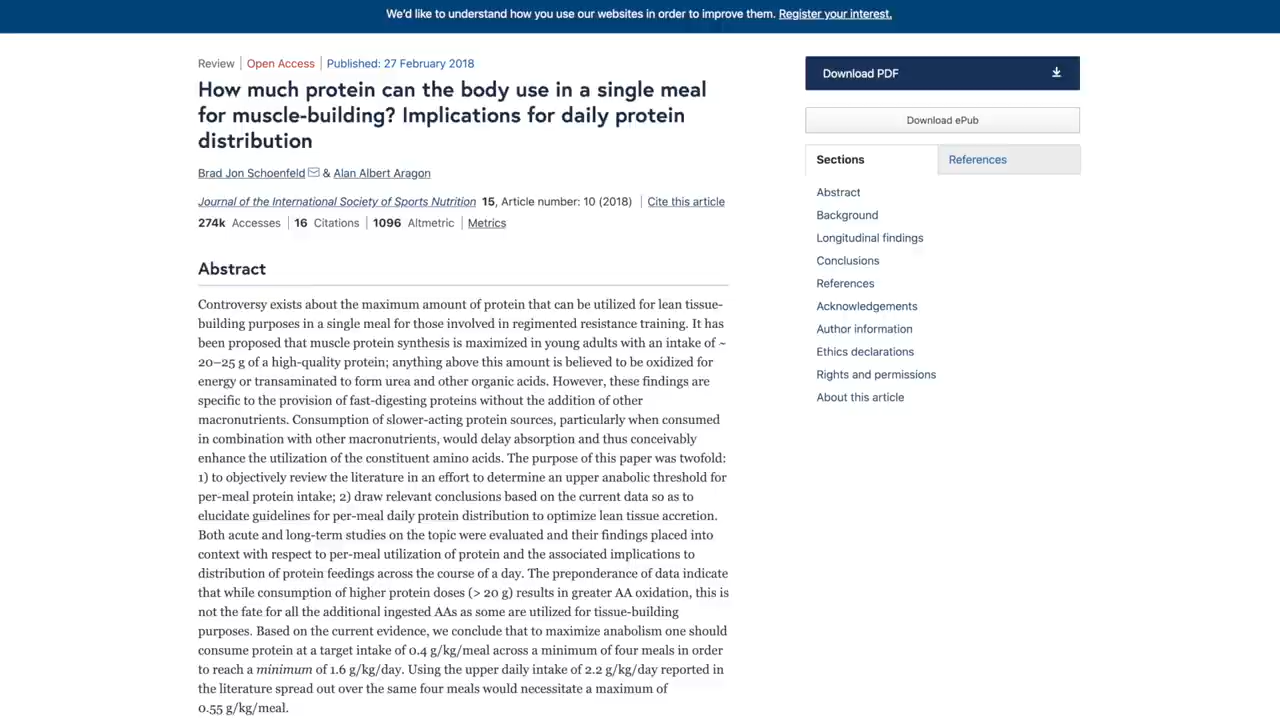 We'd like to understand how you use our websites in order to improve them. Register your interest.
Review | Open Access | Published: 27 February 2018
How much protein can the body use in a single meal
for muscle-building? Implications for daily protein
distribution
Brad Jon Schoenfeld & Alan Albert Aragon
Journal of the International Society of Sports Nutrition 15, Article number: 10 (2018) | Cite this article
274k Accesses | 16 Citations | 1096 Altmetric | Metrics
Abstract
Controversy exists about the maximum amount of protein that can be utilized for lean tissue-
building purposes in a single meal for those involved in regimented resistance training. It has
been proposed that muscle protein synthesis is maximized in young adults with an intake of ~
20–25 g of a high-quality protein; anything above this amount is believed to be oxidized for
energy or transaminated to form urea and other organic acids. However, these findings are
specific to the provision of fast-digesting proteins without the addition of other
macronutrients. Consumption of slower-acting protein sources, particularly when consumed
in combination with other macronutrients, would delay absorption and thus conceivably
enhance the utilization of the constituent amino acids. The purpose of this paper was twofold:
1) to objectively review the literature in an effort to determine an upper anabolic threshold for
per-meal protein intake; 2) draw relevant conclusions based on the current data so as to
elucidate guidelines for per-meal daily protein distribution to optimize lean tissue accretion.
Both acute and long-term studies on the topic were evaluated and their findings placed into
context with respect to per-meal utilization of protein and the associated implications to
distribution of protein feedings across the course of a day. The preponderance of data indicate
that while consumption of higher protein doses (> 20 g) results in greater AA oxidation, this is
not the fate for all the additional ingested AAs as some are utilized for tissue-building
purposes. Based on the current evidence, we conclude that to maximize anabolism one should
consume protein at a target intake of 0.4 g/kg/meal across a minimum of four meals in order
to reach a minimum of 1.6 g/kg/day. Using the upper daily intake of 2.2 g/kg/day reported in
the literature spread out over the same four meals would necessitate a maximum of
0.55 g/kg/meal.
Download PDF
Download ePub
Sections
References
Abstract
Background
Longitudinal findings
Conclusions
References
Acknowledgements
Author information
Ethics declarations
Rights and permissions
About this article